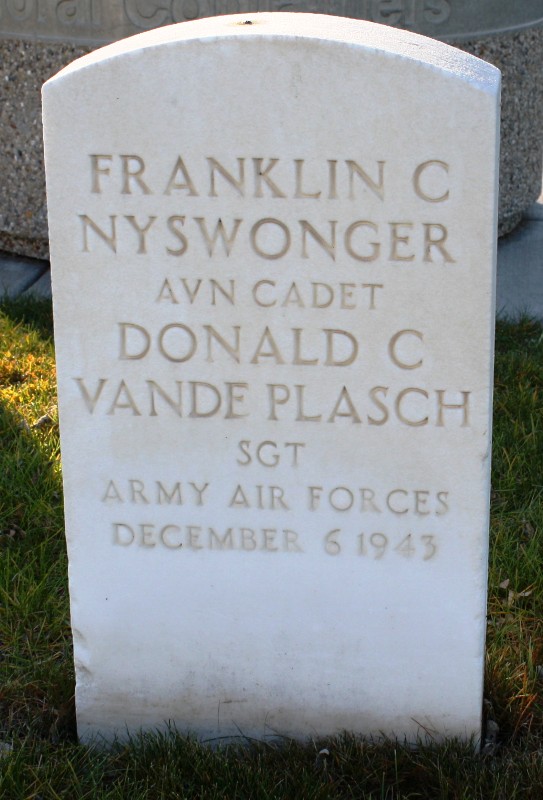 FRANKLIN C
NYSWONGER
AVN CADET
DONALD C
VANDE PLASCH
SGT
ARMY AIR FORCES
DECEMBER 6 1943